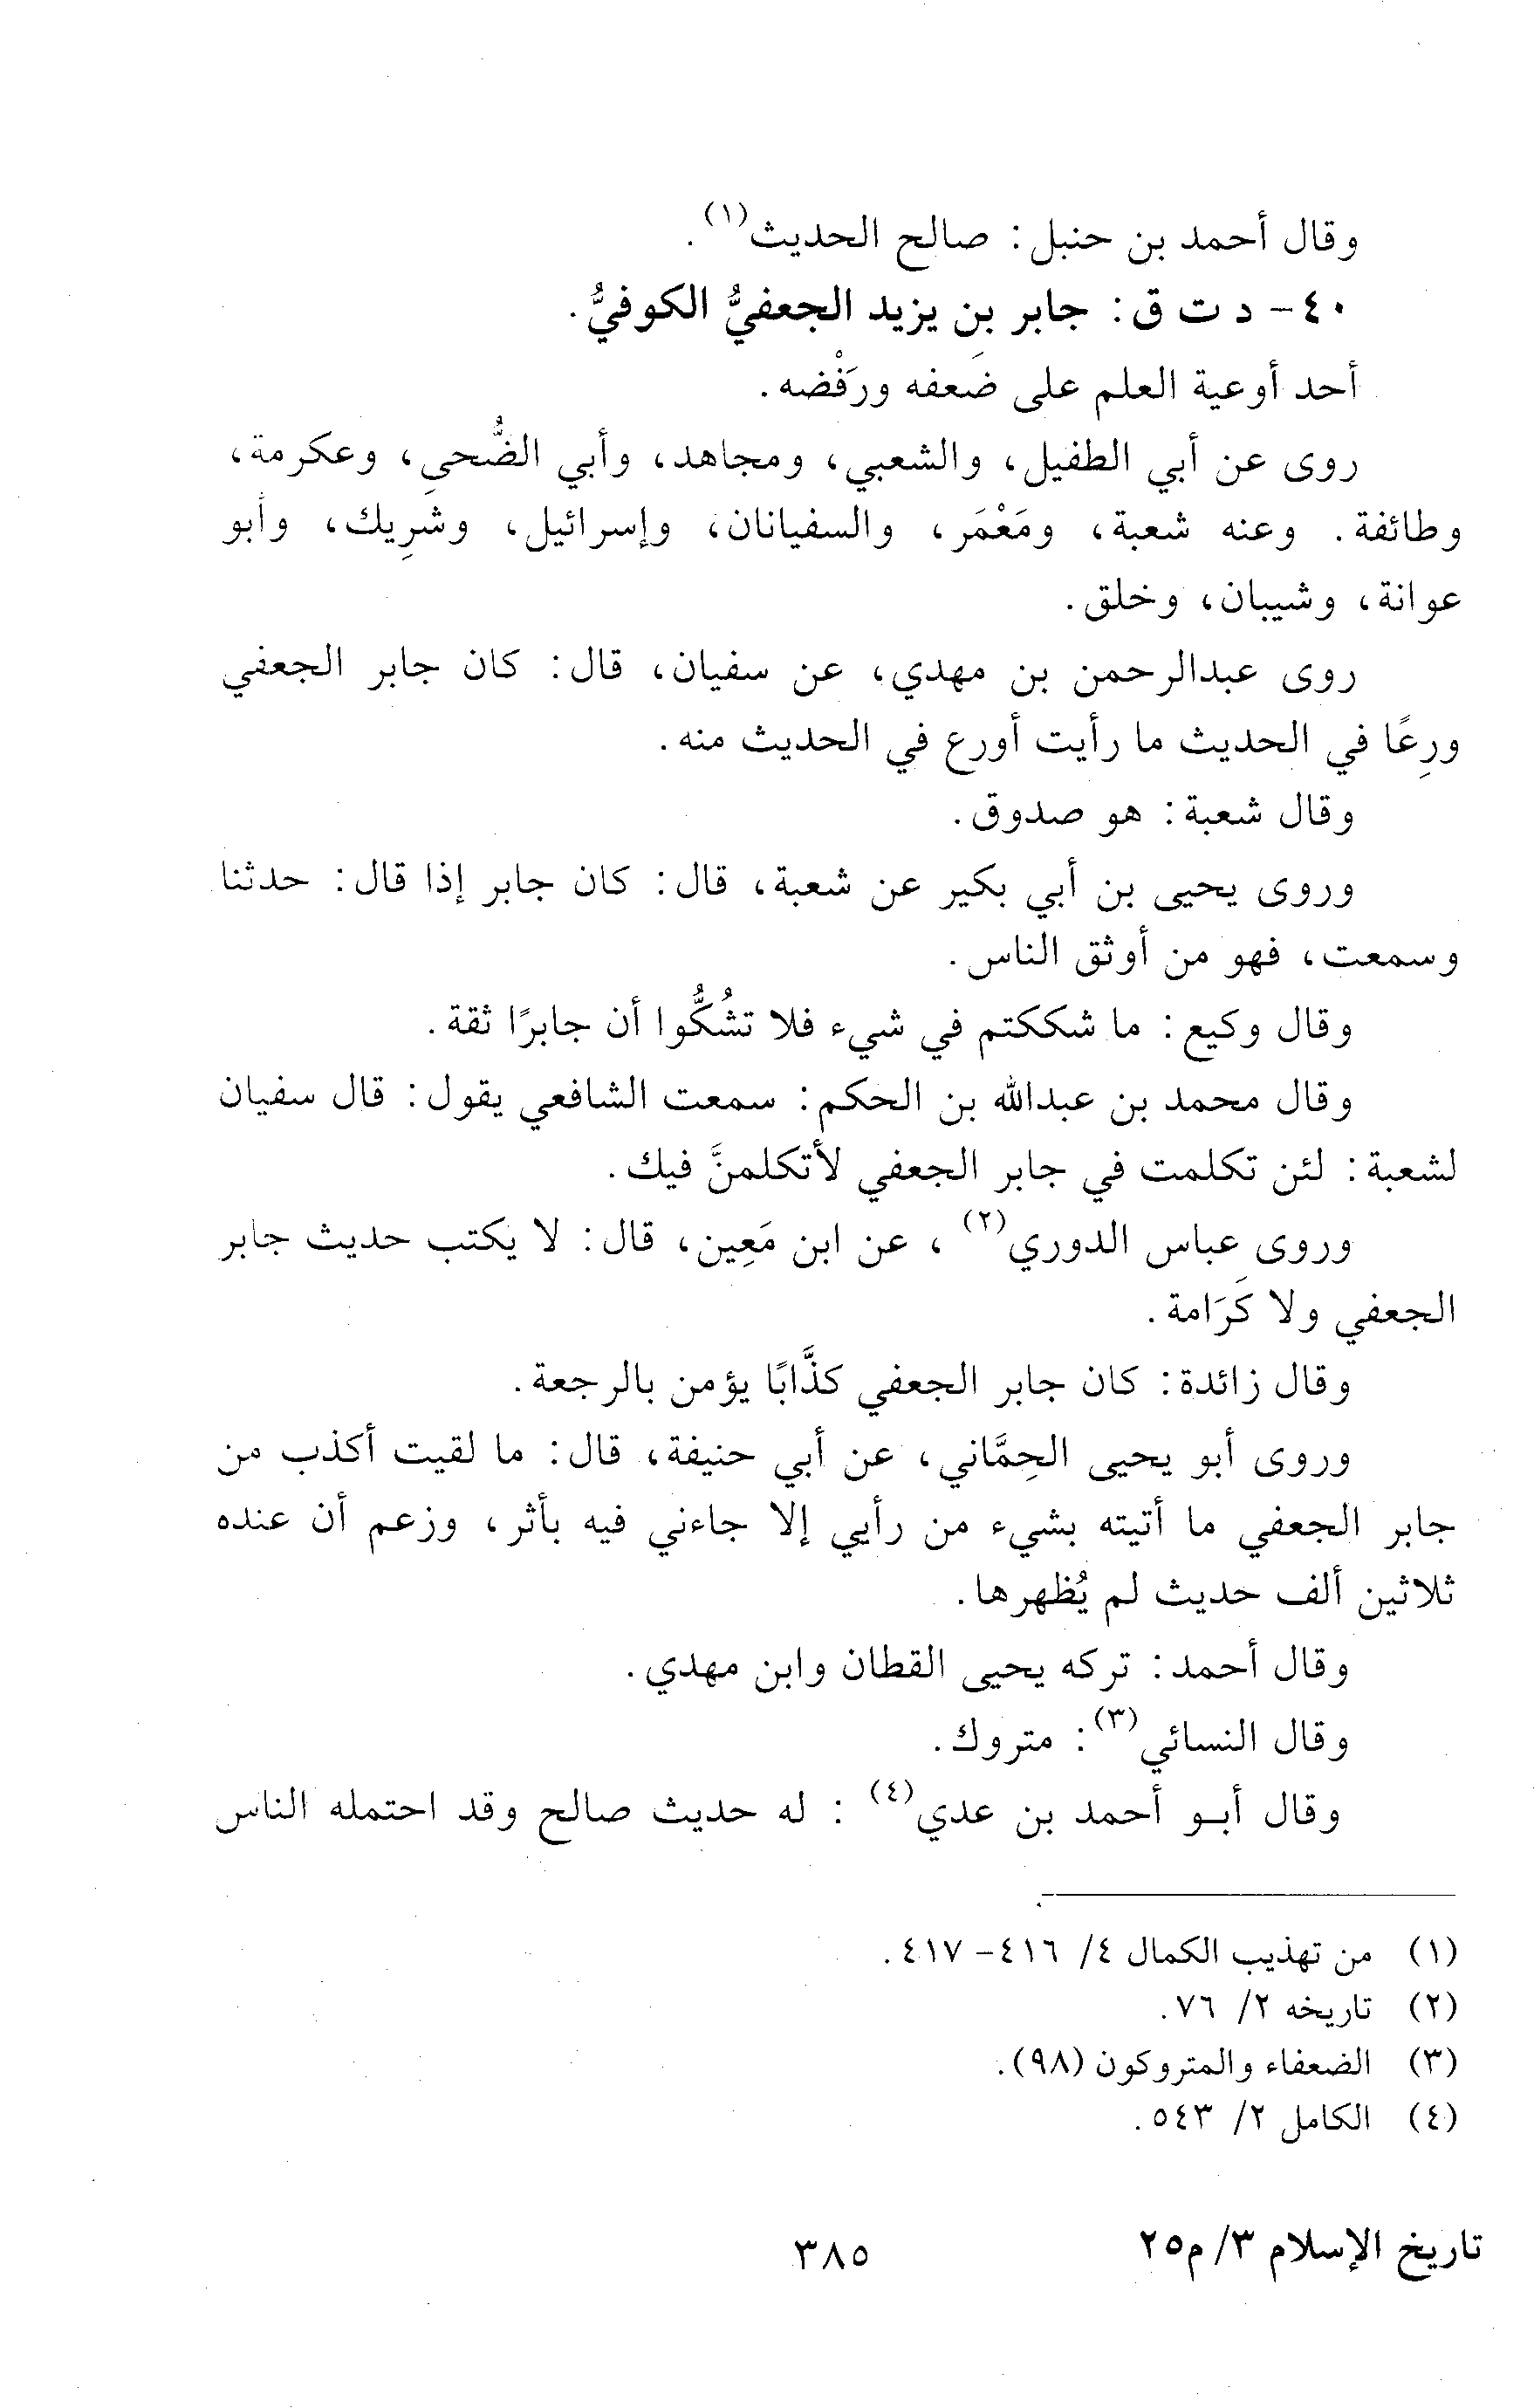 وقال أحمد بن حنبل: صالح الحديث(١).
٤٠- د ت ق: جابر بن يزيد الجعفيُّ الكوفيُّ.
أحد أوعية العلم على ضَعفه ورَفْضه.
روى عن أبي الطفيل، والشعبي، ومجاهد، وأبي الضُّحى، وعكرمة،
وطائفة. وعنه شعبة، ومَعْمَر، والسفيانان، وإسرائيل، وشَرِيك، وأبو
عوانة، وشيبان، وخلق.
روى عبدالرحمن بن مهدي، عن سفيان، قال: كان جابر الجعفي
ورِعًا في الحديث ما رأيت أورع في الحديث منه.
وقال شعبة: هو صدوق.
وروى يحيى بن أبي بكير عن شعبة، قال: كان جابر إذا قال: حدثنا
وسمعت، فهو من أوثق الناس.
وقال وكيع: ما شككتم في شيء فلا تشُكُّوا أن جابرًا ثقة.
وقال محمد بن عبدالله بن الحكم: سمعت الشافعي يقول: قال سفيان
لشعبة: لئن تكلمت في جابر الجعفي لأتكلمنَّ فيك.
وروى عباس الدوري(٢)، عن ابن مَعِين، قال: لا يكتب حديث جابر
الجعفي ولا كَرَامة.
وقال زائدة: كان جابر الجعفي كذَّابًا يؤمن بالرجعة.
وروى أبو يحيى الحِمَّاني، عن أبي حنيفة، قال: ما لقيت أكذب من
جابر الجعفي ما أتيته بشيء من رأيي إلا جاءني فيه بأثر، وزعم أن عنده
ثلاثين ألف حديث لم يُظهرها.
وقال أحمد: تركه يحيى القطان وابن مهدي.
وقال النسائي(٣): متروك.
وقال أبو أحمد بن عدي(٤): له حديث صالح وقد احتمله الناس
(١) من تهذيب الكمال ٤/ ٤١٦- ٤١٧.
(٢) تاريخه ٢/ ٧٦.
(٣) الضعفاء والمتروكون (٩٨).
(٤) الكامل ٢/ ٥٤٣.
تاريخ الإسلام ٣/ م٢٥
٣٨٥